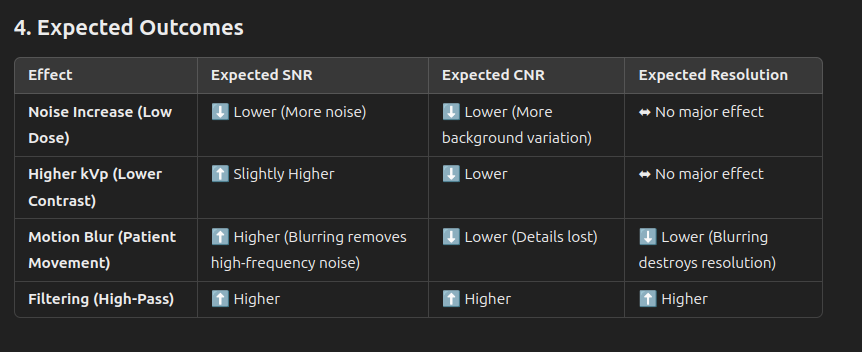 4. Expected Outcomes
Effect Expected SNR Expected CNR Expected Resolution
Noise Increase (Low Dose) ⬇️ Lower (More noise) ⬇️ Lower (More background variation) ⬌ No major effect
Higher kVp (Lower Contrast) ⬆️ Slightly Higher ⬇️ Lower ⬌ No major effect
Motion Blur (Patient Movement) ⬆️ Higher (Blurring removes high-frequency noise) ⬇️ Lower (Details lost) ⬇️ Lower (Blurring destroys resolution)
Filtering (High-Pass) ⬆️ Higher ⬆️ Higher ⬆️ Higher